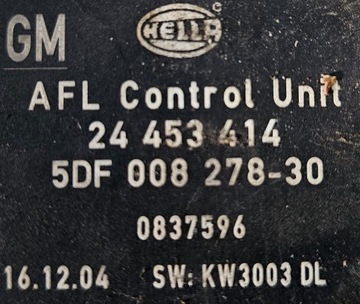 GM HELLA
AFL Control Unit
24 453 414
5DF 008 278-30
0837596
16.12.04 SW: KW3003 DL